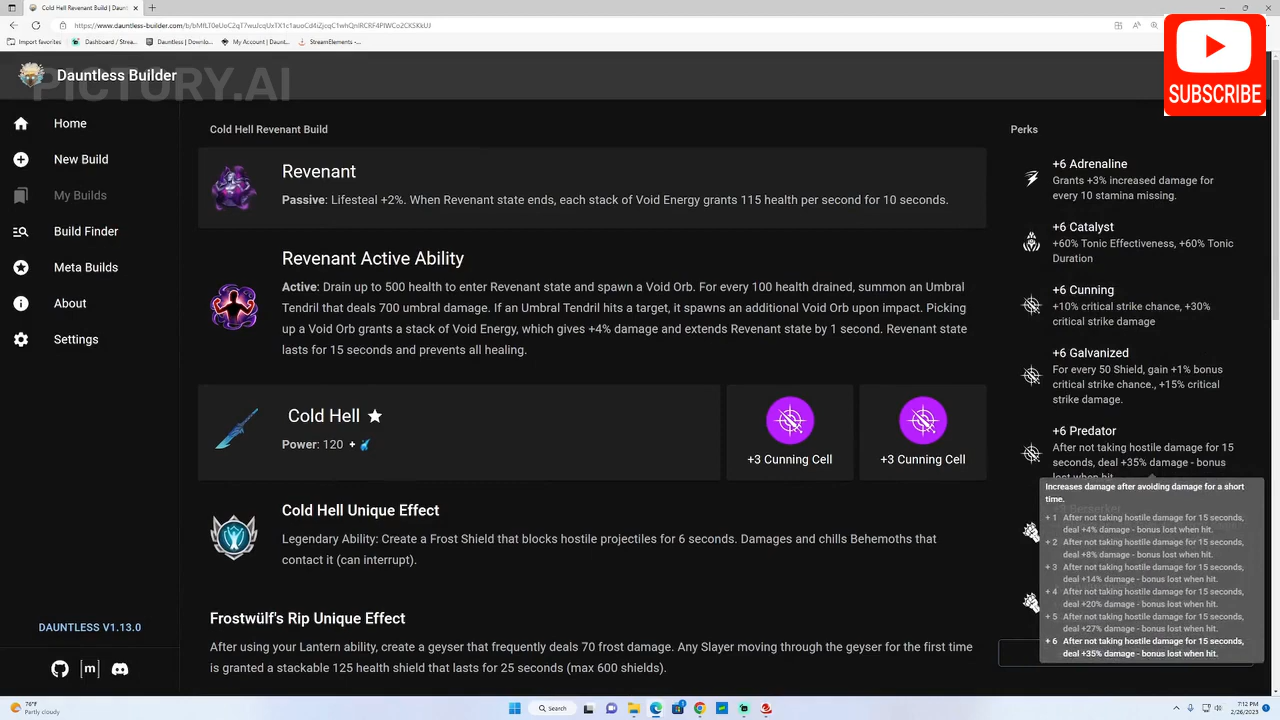 Cold Hell Revenant Build | Daunt
https://www.dauntless-builder.com/b/
Import favorites
Dashboard / Strea...
Dauntless | Downlo...
My Account | Daunt...
StreamElements - ...
SUBSCRIBE
PICTORY.AI
Dauntless Builder
Home
New Build
My Builds
Build Finder
Meta Builds
About
Settings
DAUNTLESS V1.13.0
[m]
Cold Hell Revenant Build
Revenant
Passive: Lifesteal +2%. When Revenant state ends, each stack of Void Energy grants 115 health per second for 10 seconds.
Revenant Active Ability
Active: Drain up to 500 health to enter Revenant state and spawn a Void Orb. For every 100 health drained, summon an Umbral
Tendril that deals 700 umbral damage. If an Umbral Tendril hits a target, it spawns an additional Void Orb upon impact. Picking
up a Void Orb grants a stack of Void Energy, which gives +4% damage and extends Revenant state by 1 second. Revenant state
lasts for 15 seconds and prevents all healing.
Cold Hell
Power: 120 +
+3 Cunning Cell
+3 Cunning Cell
Cold Hell Unique Effect
Legendary Ability: Create a Frost Shield that blocks hostile projectiles for 6 seconds. Damages and chills Behemoths that
contact it (can interrupt).
Frostwülf's Rip Unique Effect
After using your Lantern ability, create a geyser that frequently deals 70 frost damage. Any Slayer moving through the geyser for the first time
is granted a stackable 125 health shield that lasts for 25 seconds (max 600 shields).
Perks
+6 Adrenaline
Grants +3% increased damage for
every 10 stamina missing.
+6 Catalyst
+60% Tonic Effectiveness, +60% Tonic
Duration
+6 Cunning
+10% critical strike chance, +30%
critical strike damage
+6 Galvanized
For every 50 Shield, gain +1% bonus
critical strike chance., +15% critical
strike damage.
+6 Predator
After not taking hostile damage for 15
seconds, deal +35% damage - bonus
lost when hit.
Increases damage after avoiding damage for a short
time.
+ 1 After not taking hostile damage for 15 seconds,
deal +4% damage - bonus lost when hit.
+ 2 After not taking hostile damage for 15 seconds,
deal +8% damage - bonus lost when hit.
+ 3 After not taking hostile damage for 15 seconds,
deal +14% damage - bonus lost when hit.
+ 4 After not taking hostile damage for 15 seconds,
deal +20% damage - bonus lost when hit.
+ 5 After not taking hostile damage for 15 seconds,
deal +27% damage - bonus lost when hit.
+ 6 After not taking hostile damage for 15 seconds,
deal +35% damage - bonus lost when hit.
76°F
Partly cloudy
Search
7:12 PM
2/26/2023